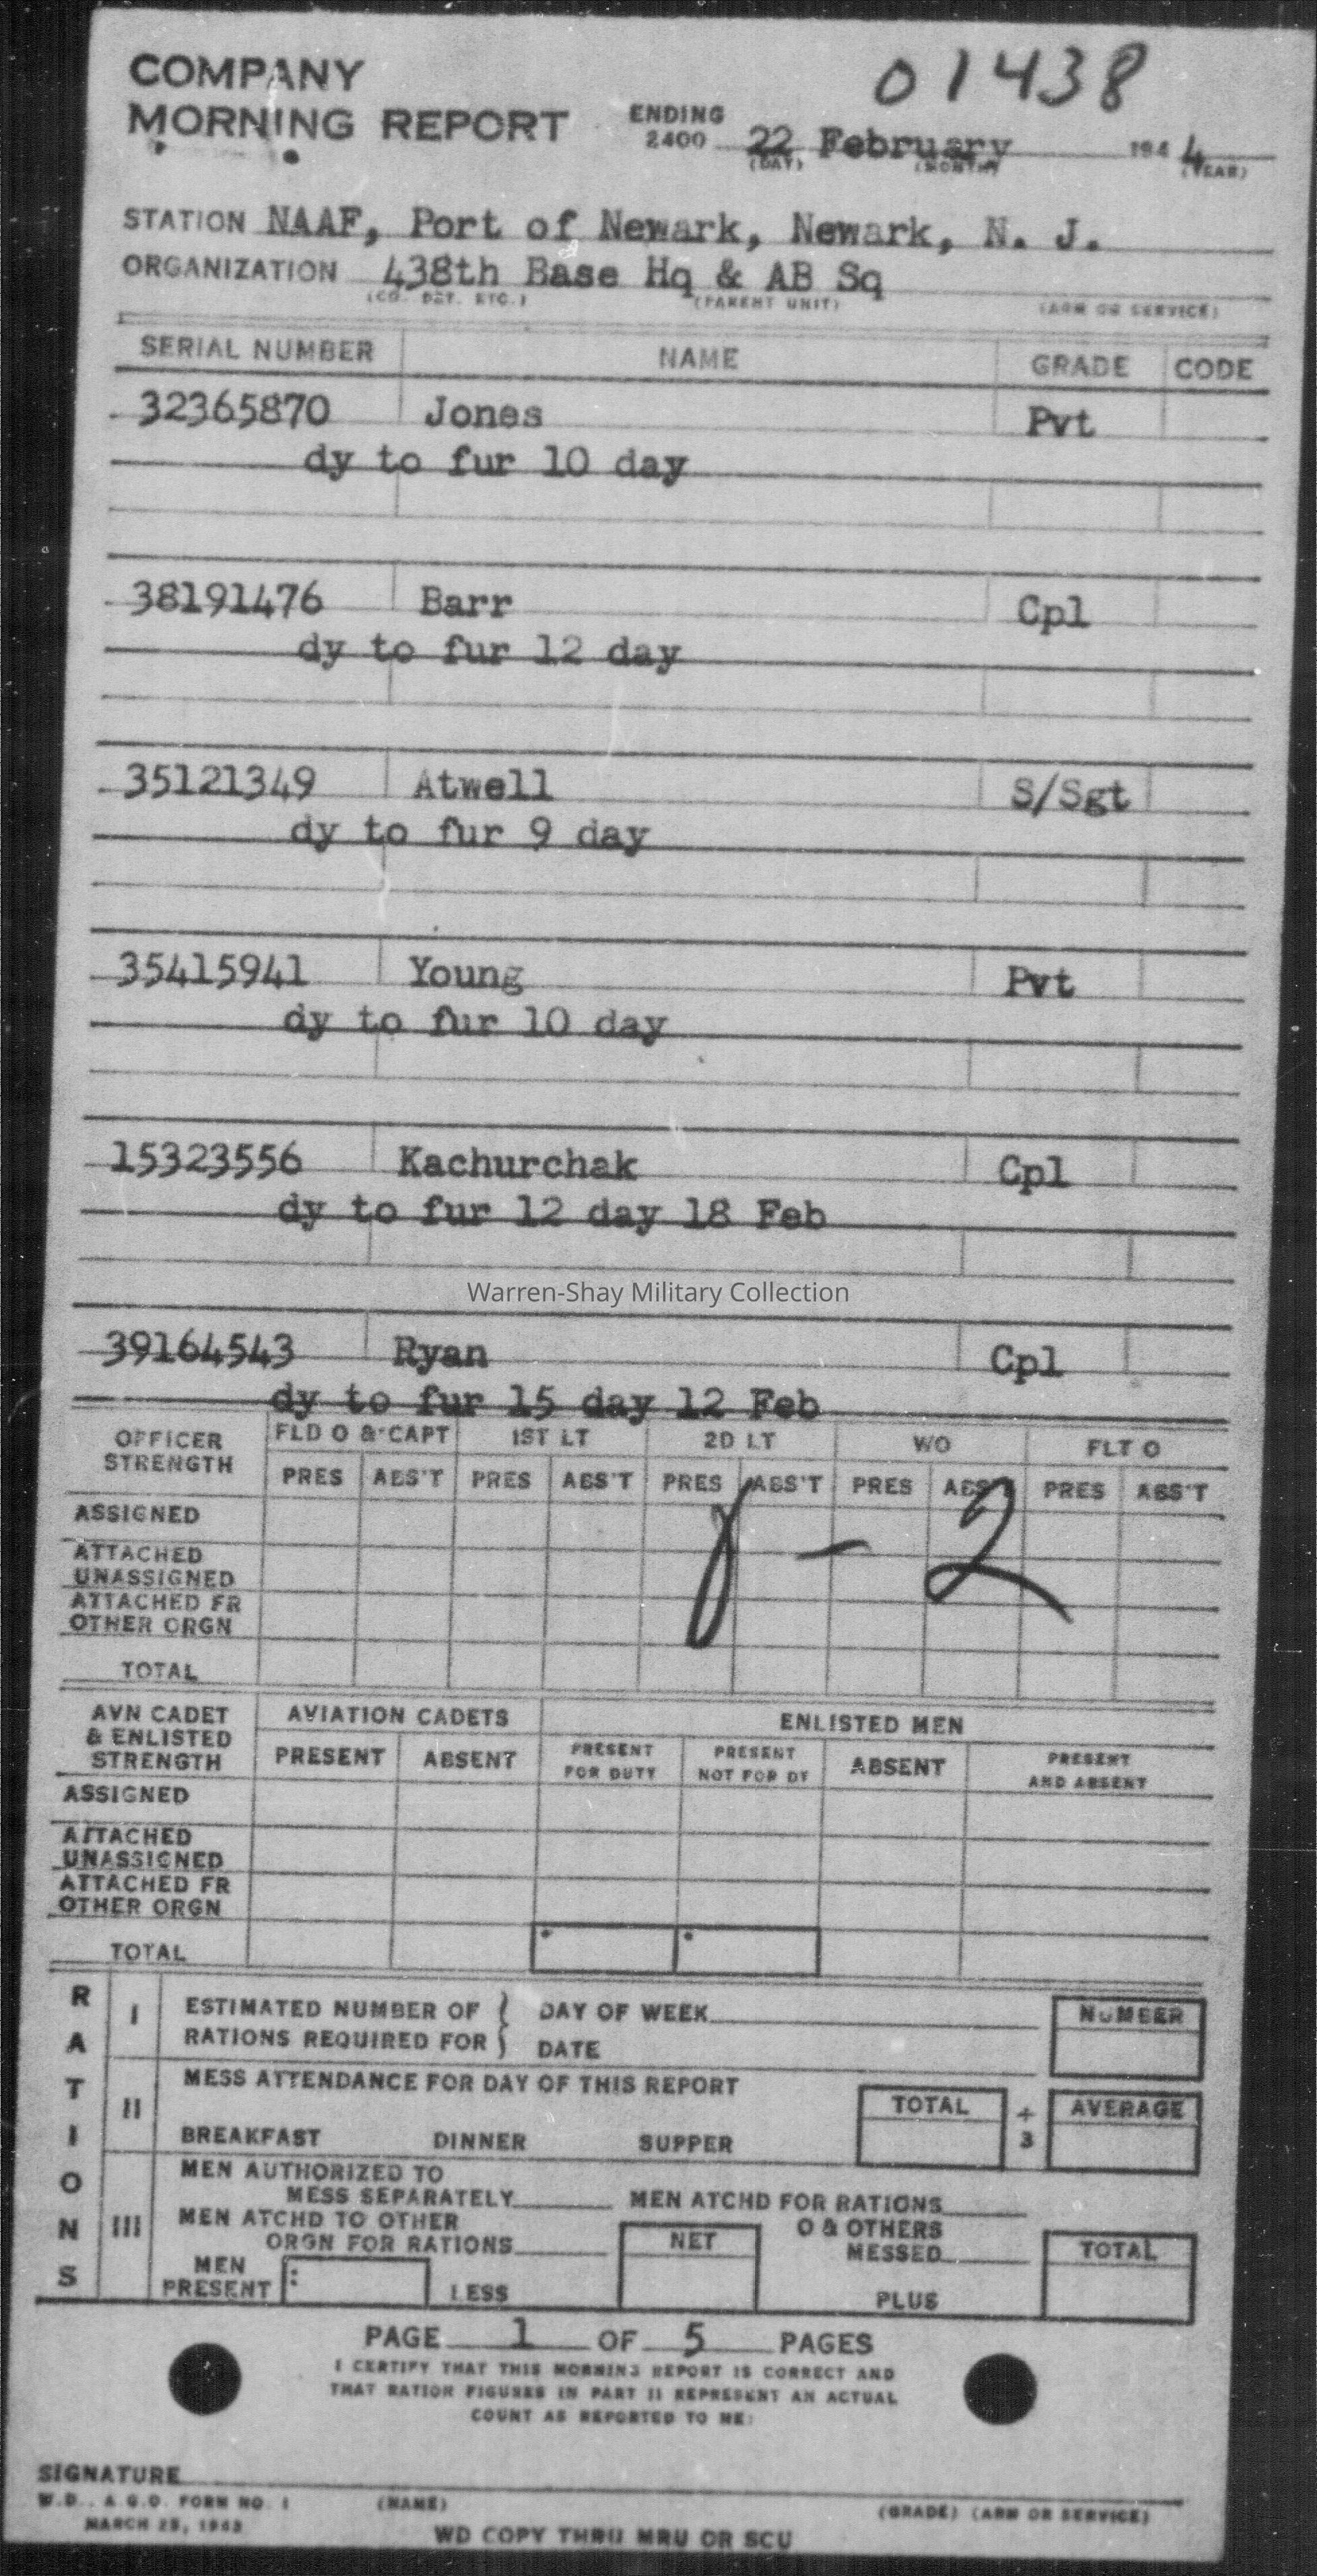 01438
COMPANY
MORNING REPORT ENDING 2400 22 February 194 4
(DAY) (MONTH) (YEAR)
STATION NAAF, Port of Newark, Newark, N. J.
ORGANIZATION 438th Base Hq & AB Sq
(CO. DET. ETC.) (PARENT UNIT) (ARM OR SERVICE)
SERIAL NUMBER NAME GRADE CODE
32365870 Jones Pvt
dy to fur 10 day
38191476 Barr Cpl
dy to fur 12 day
35121349 Atwell S/Sgt
dy to fur 9 day
35415941 Young Pvt
dy to fur 10 day
15323556 Kachurchak Cpl
dy to fur 12 day 18 Feb
Warren-Shay Military Collection
39164543 Ryan Cpl
dy to fur 15 day 12 Feb
OFFICER STRENGTH FLD O & CAPT 1ST LT 2D LT WO FLT O
PRES ABS'T PRES ABS'T PRES ABS'T PRES ABS'T PRES ABS'T
ASSIGNED
ATTACHED
UNASSIGNED
ATTACHED FR
OTHER ORGN
TOTAL
- 2
AVN CADET & ENLISTED STRENGTH AVIATION CADETS ENLISTED MEN
PRESENT ABSENT PRESENT FOR DUTY PRESENT NOT FOR DY ABSENT PRESENT AND ABSENT
ASSIGNED
ATTACHED
UNASSIGNED
ATTACHED FR
OTHER ORGN
TOTAL
RATIONS
I ESTIMATED NUMBER OF } DAY OF WEEK NUMBER
RATIONS REQUIRED FOR } DATE
II MESS ATTENDANCE FOR DAY OF THIS REPORT TOTAL ÷ 3 AVERAGE
BREAKFAST DINNER SUPPER
III MEN AUTHORIZED TO
MESS SEPARATELY MEN ATCHD FOR RATIONS
MEN ATCHD TO OTHER O & OTHERS
ORGN FOR RATIONS NET MESSED TOTAL
MEN PRESENT : LESS PLUS
PAGE 1 OF 5 PAGES
I CERTIFY THAT THIS MORNING REPORT IS CORRECT AND
THAT RATION FIGURES IN PART II REPRESENT AN ACTUAL
COUNT AS REPORTED TO ME:
SIGNATURE
W.D., A.G.O. FORM NO. 1 (NAME) (GRADE) (ARM OR SERVICE)
MARCH 25, 1943
WD COPY THRU MRU OR SCU